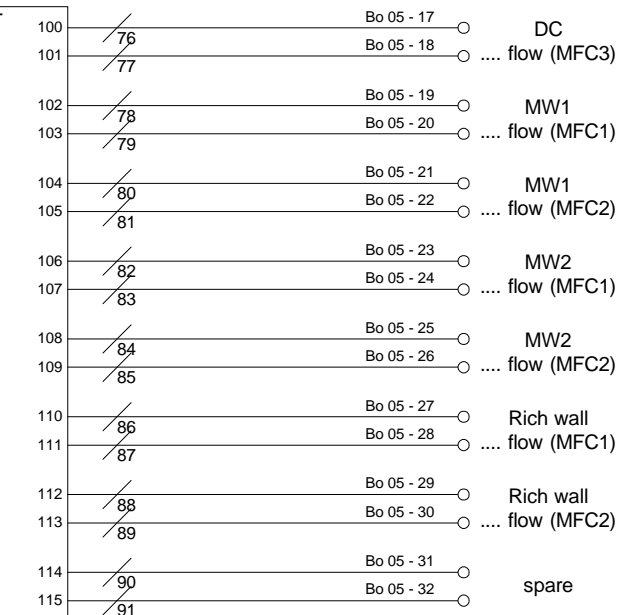 100 76 Bo 05 - 17 DC
101 77 Bo 05 - 18 .... flow (MFC3)
102 78 Bo 05 - 19 MW1
103 79 Bo 05 - 20 .... flow (MFC1)
104 80 Bo 05 - 21 MW1
105 81 Bo 05 - 22 .... flow (MFC2)
106 82 Bo 05 - 23 MW2
107 83 Bo 05 - 24 .... flow (MFC1)
108 84 Bo 05 - 25 MW2
109 85 Bo 05 - 26 .... flow (MFC2)
110 86 Bo 05 - 27 Rich wall
111 87 Bo 05 - 28 .... flow (MFC1)
112 88 Bo 05 - 29 Rich wall
113 89 Bo 05 - 30 .... flow (MFC2)
114 90 Bo 05 - 31
115 91 Bo 05 - 32 spare